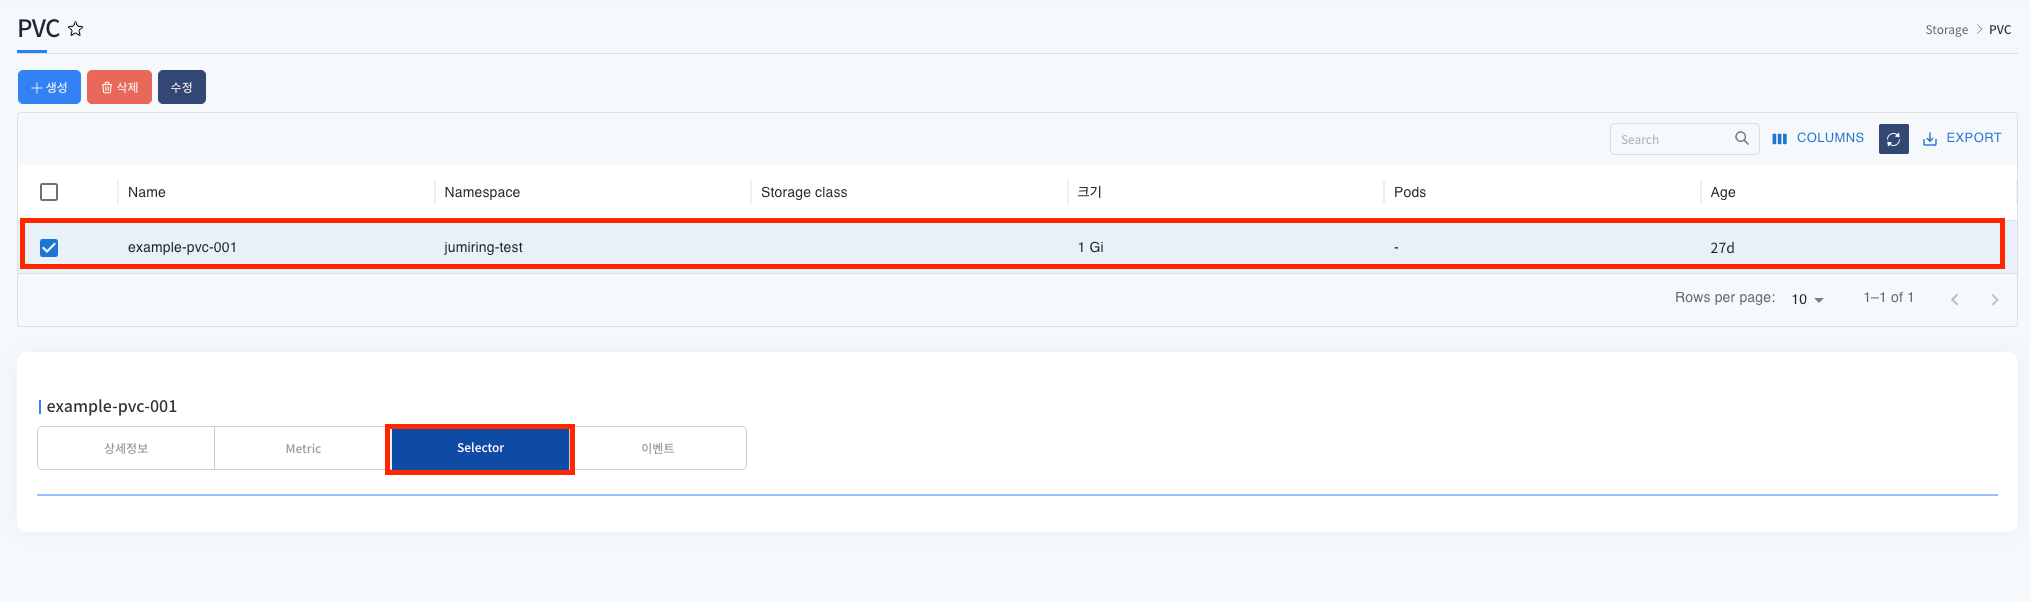 PVC
Storage > PVC
생성 삭제 수정
Search COLUMNS EXPORT
Name Namespace Storage class 크기 Pods Age
example-pvc-001 jumiring-test 1 Gi - 27d
Rows per page: 10 1–1 of 1
example-pvc-001
상세정보 Metric Selector 이벤트